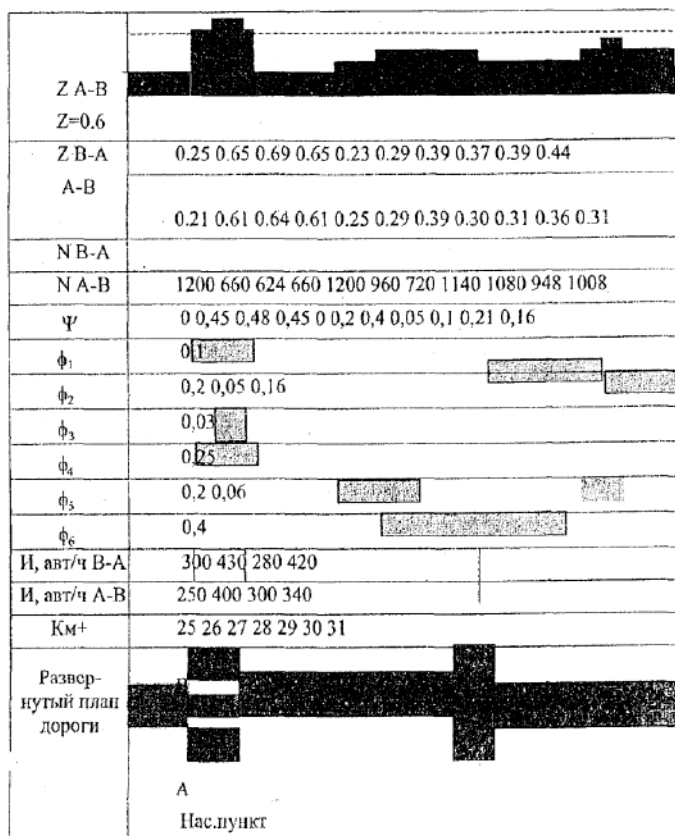 Z A-B
Z=0.6
Z B-A 0.25 0.65 0.69 0.65 0.23 0.29 0.39 0.37 0.39 0.44
A-B
0.21 0.61 0.64 0.61 0.25 0.29 0.39 0.30 0.31 0.36 0.31
N B-A
N A-B 1200 660 624 660 1200 960 720 1140 1080 948 1008
Ψ 0 0,45 0,48 0,45 0 0,2 0,4 0,05 0,1 0,21 0,16
ϕ₁ 0,1
ϕ₂ 0,2 0,05 0,16
ϕ₃ 0,03
ϕ₄ 0,25
ϕ₅ 0,2 0,06
ϕ₆ 0,4
И, авт/ч В-А 300 430 280 420
И, авт/ч А-В 250 400 300 340
Км+ 25 26 27 28 29 30 31
Развер-
нутый план
дороги
А
Нас.пункт